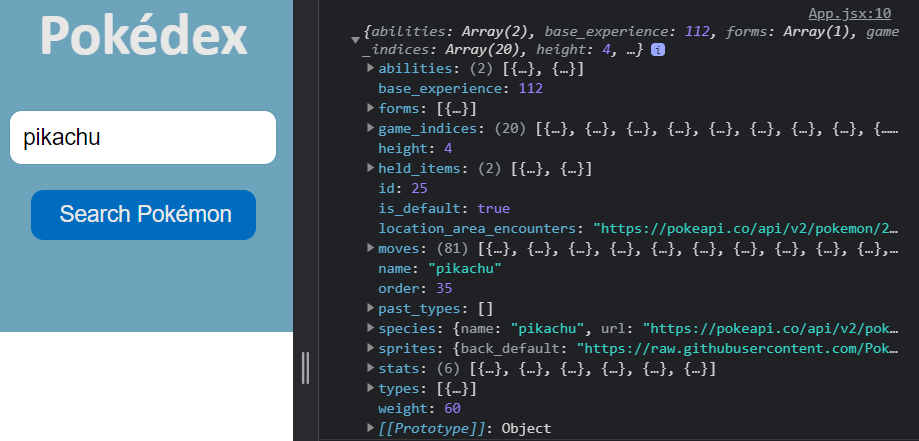 Pokédex
pikachu
Search Pokémon
App.jsx:10
{abilities: Array(2), base_experience: 112, forms: Array(1), game
_indices: Array(20), height: 4, …} i
abilities: (2) [{…}, {…}]
base_experience: 112
forms: [{…}]
game_indices: (20) [{…}, {…}, {…}, {…}, {…}, {…}, {…}, {…}, {……
height: 4
held_items: (2) [{…}, {…}]
id: 25
is_default: true
location_area_encounters: "https://pokeapi.co/api/v2/pokemon/2…
moves: (81) [{…}, {…}, {…}, {…}, {…}, {…}, {…}, {…}, {…}, {…},…
name: "pikachu"
order: 35
past_types: []
species: {name: "pikachu", url: "https://pokeapi.co/api/v2/pok…
sprites: {back_default: "https://raw.githubusercontent.com/Pok…
stats: (6) [{…}, {…}, {…}, {…}, {…}, {…}]
types: [{…}]
weight: 60
[[Prototype]]: Object